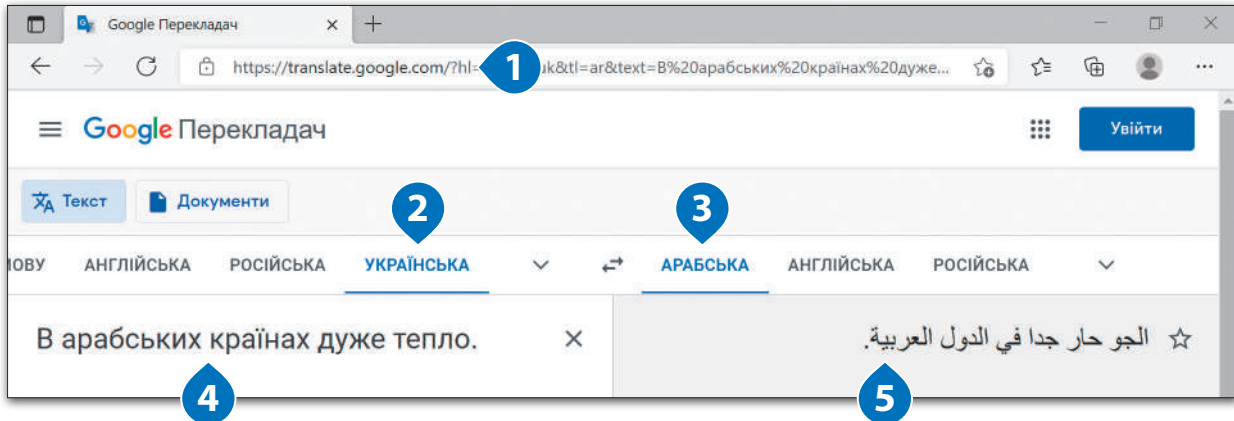 Google Перекладач
https://translate.google.com/?hl= uk&tl=ar&text=В%20арабських%20країнах%20дуже...
1
Google Перекладач
Увійти
Текст
Документи
2
3
ІОВУ АНГЛІЙСЬКА РОСІЙСЬКА УКРАЇНСЬКА АРАБСЬКА АНГЛІЙСЬКА РОСІЙСЬКА
В арабських країнах дуже тепло.
الجو حار جدا في الدول العربية.
4
5